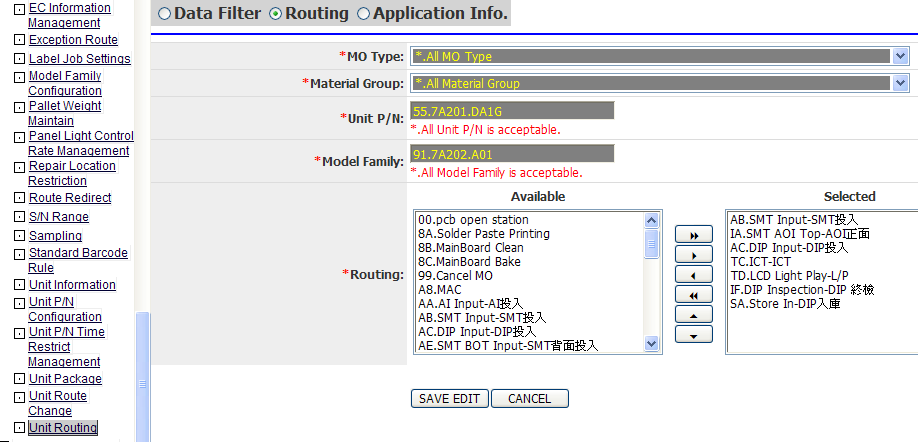 EC Information
Management
Exception Route
Label Job Settings
Model Family
Configuration
Pallet Weight
Maintain
Panel Light Control
Rate Management
Repair Location
Restriction
Route Redirect
S/N Range
Sampling
Standard Barcode
Rule
Unit Information
Unit P/N
Configuration
Unit P/N Time
Restrict
Management
Unit Package
Unit Route
Change
Unit Routing
Data Filter Routing Application Info.
*MO Type: *.All MO Type
*Material Group: *.All Material Group
*Unit P/N: 55.7A201.DA1G
*.All Unit P/N is acceptable.
*Model Family: 91.7A202.A01
*.All Model Family is acceptable.
*Routing:
Available
00.pcb open station
8A.Solder Paste Printing
8B.MainBoard Clean
8C.MainBoard Bake
99.Cancel MO
A8.MAC
AA.AI Input-AI投入
AB.SMT Input-SMT投入
AC.DIP Input-DIP投入
AE.SMT BOT Input-SMT背面投入
Selected
AB.SMT Input-SMT投入
IA.SMT AOI Top-AOI正面
AC.DIP Input-DIP投入
TC.ICT-ICT
TD.LCD Light Play-L/P
IF.DIP Inspection-DIP 終檢
SA.Store In-DIP入庫
SAVE EDIT CANCEL